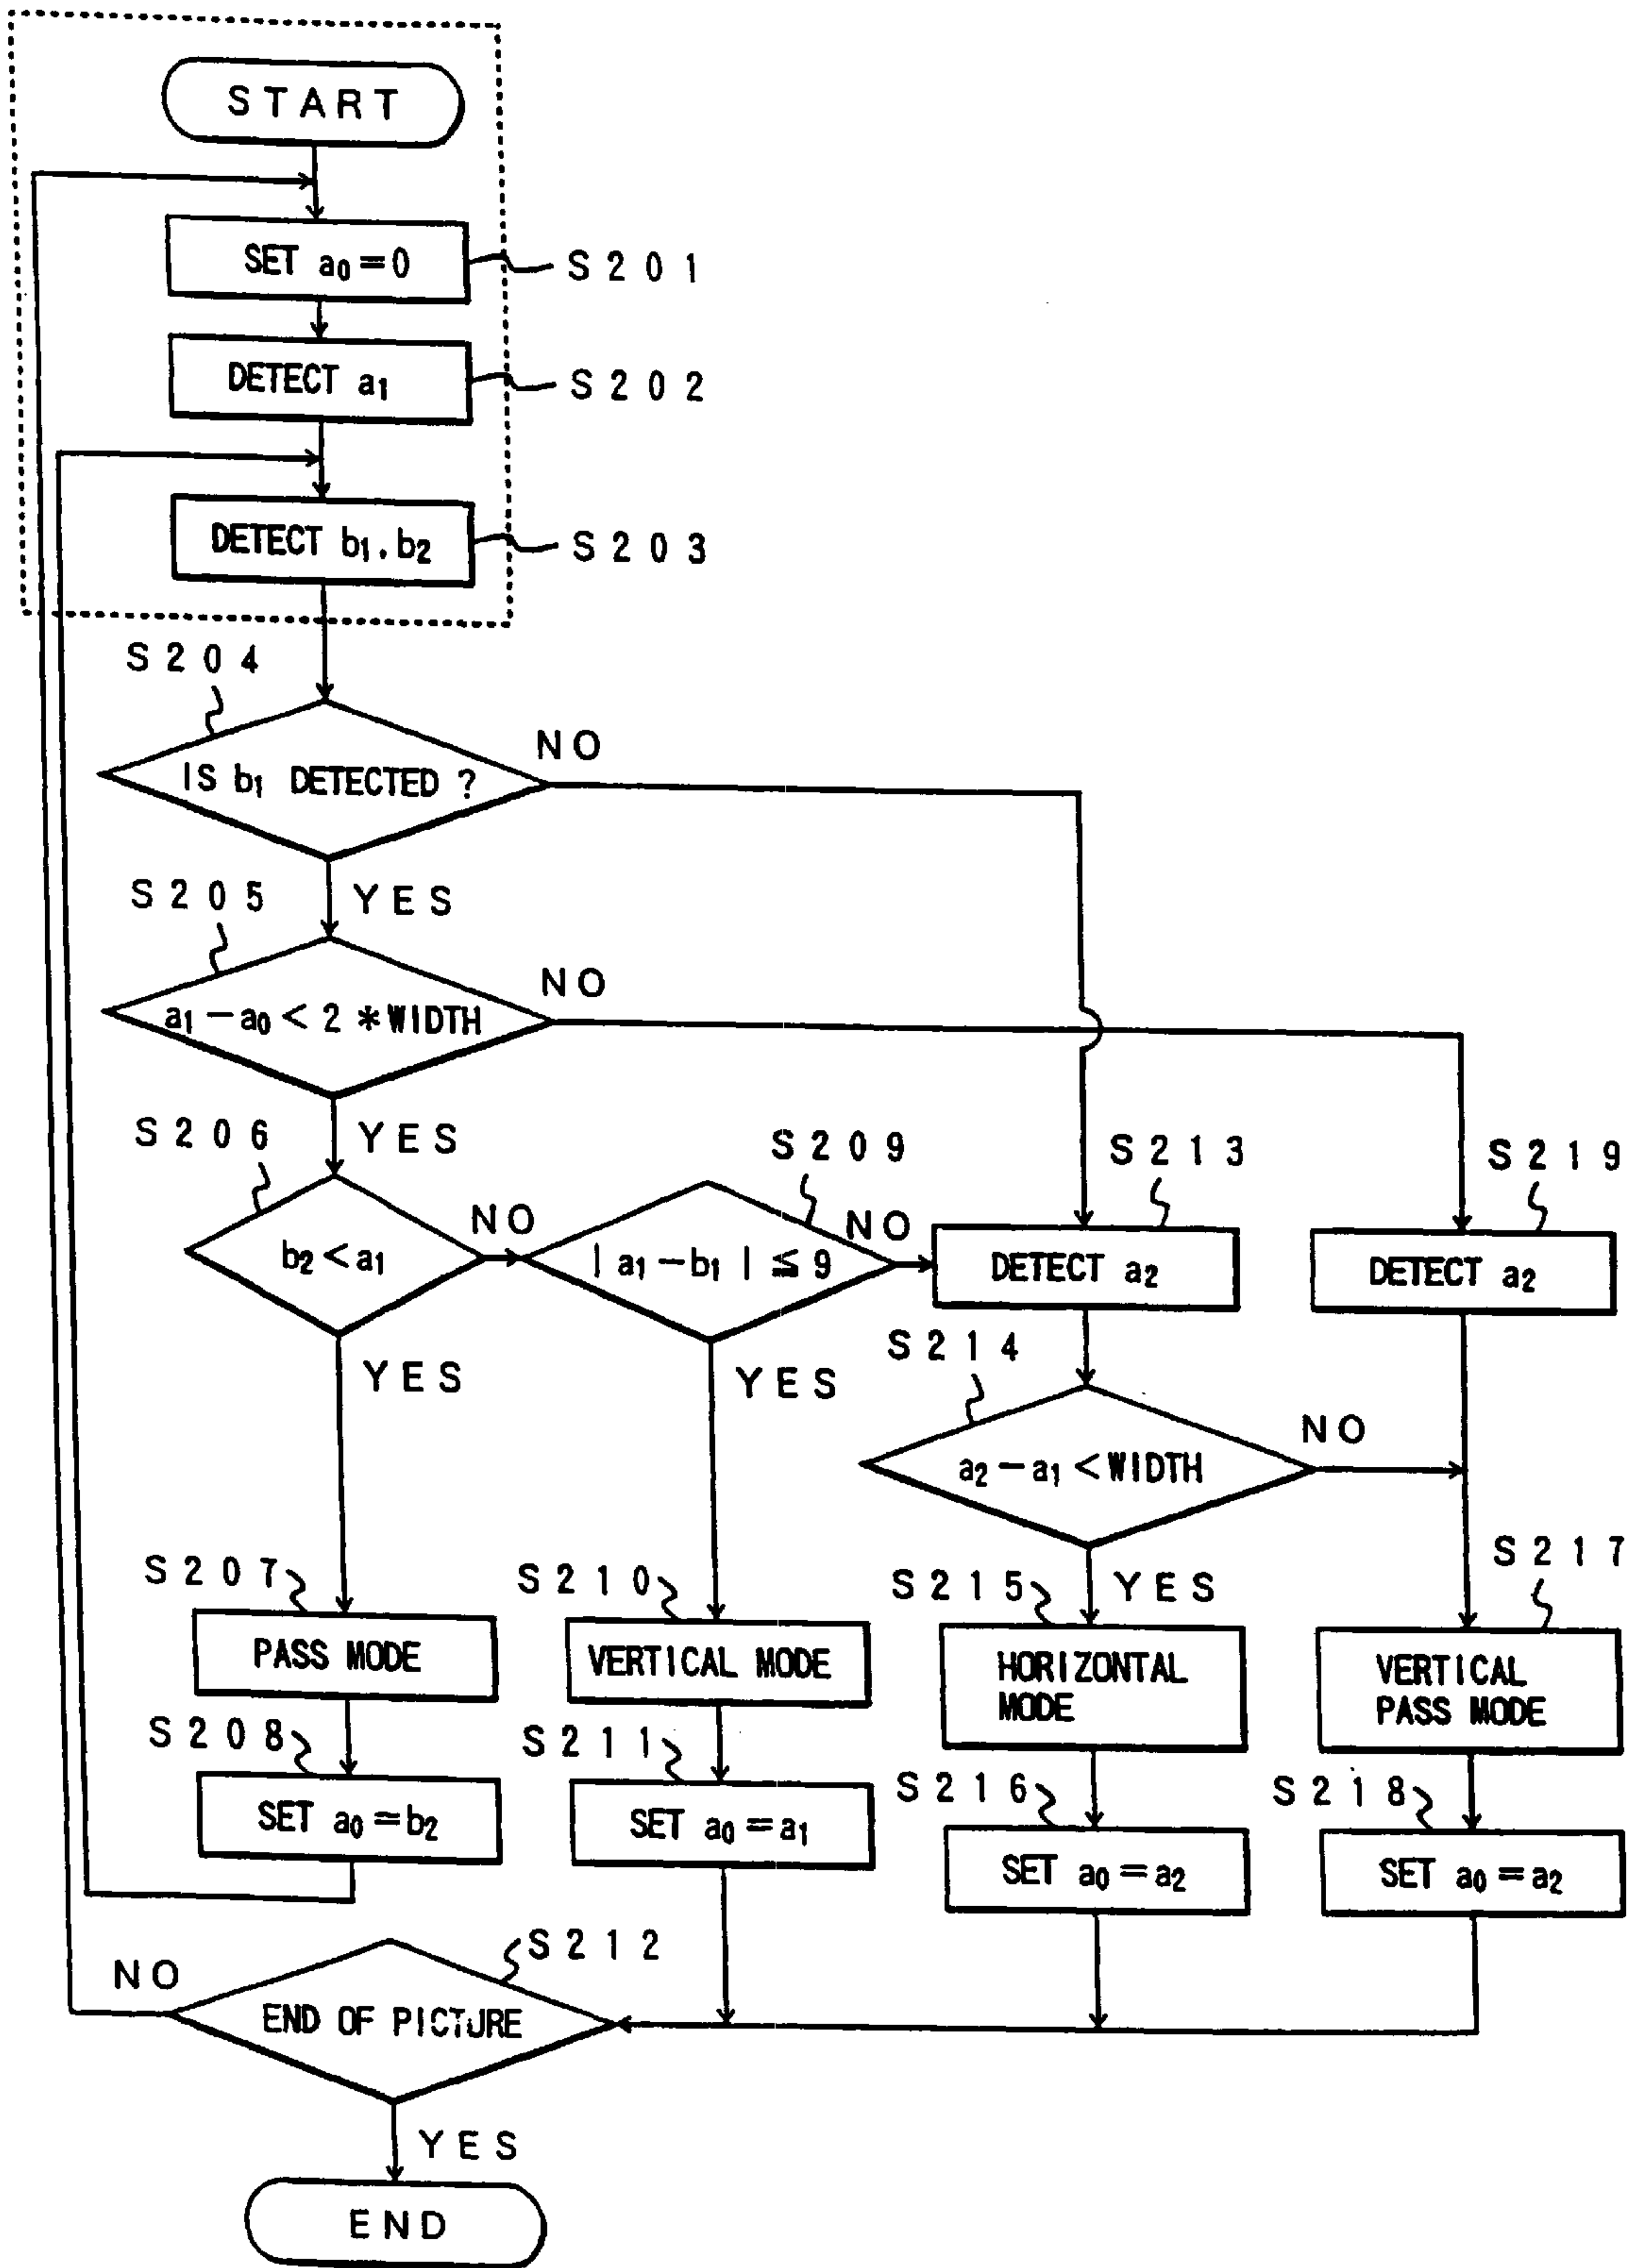 START
SET a₀=0
S201
DETECT a₁
S202
DETECT b₁, b₂
S203
S204
IS b₁ DETECTED ?
NO
YES
S205
a₁−a₀<2*WIDTH
NO
YES
S206
b₂<a₁
NO
YES
S209
|a₁−b₁|≦9
NO
YES
S213
DETECT a₂
S219
DETECT a₂
S214
a₂−a₁<WIDTH
NO
YES
S207
PASS MODE
S210
VERTICAL MODE
S215
HORIZONTAL
MODE
S217
VERTICAL
PASS MODE
S208
SET a₀=b₂
S211
SET a₀=a₁
S216
SET a₀=a₂
S218
SET a₀=a₂
S212
END OF PICTURE
NO
YES
END